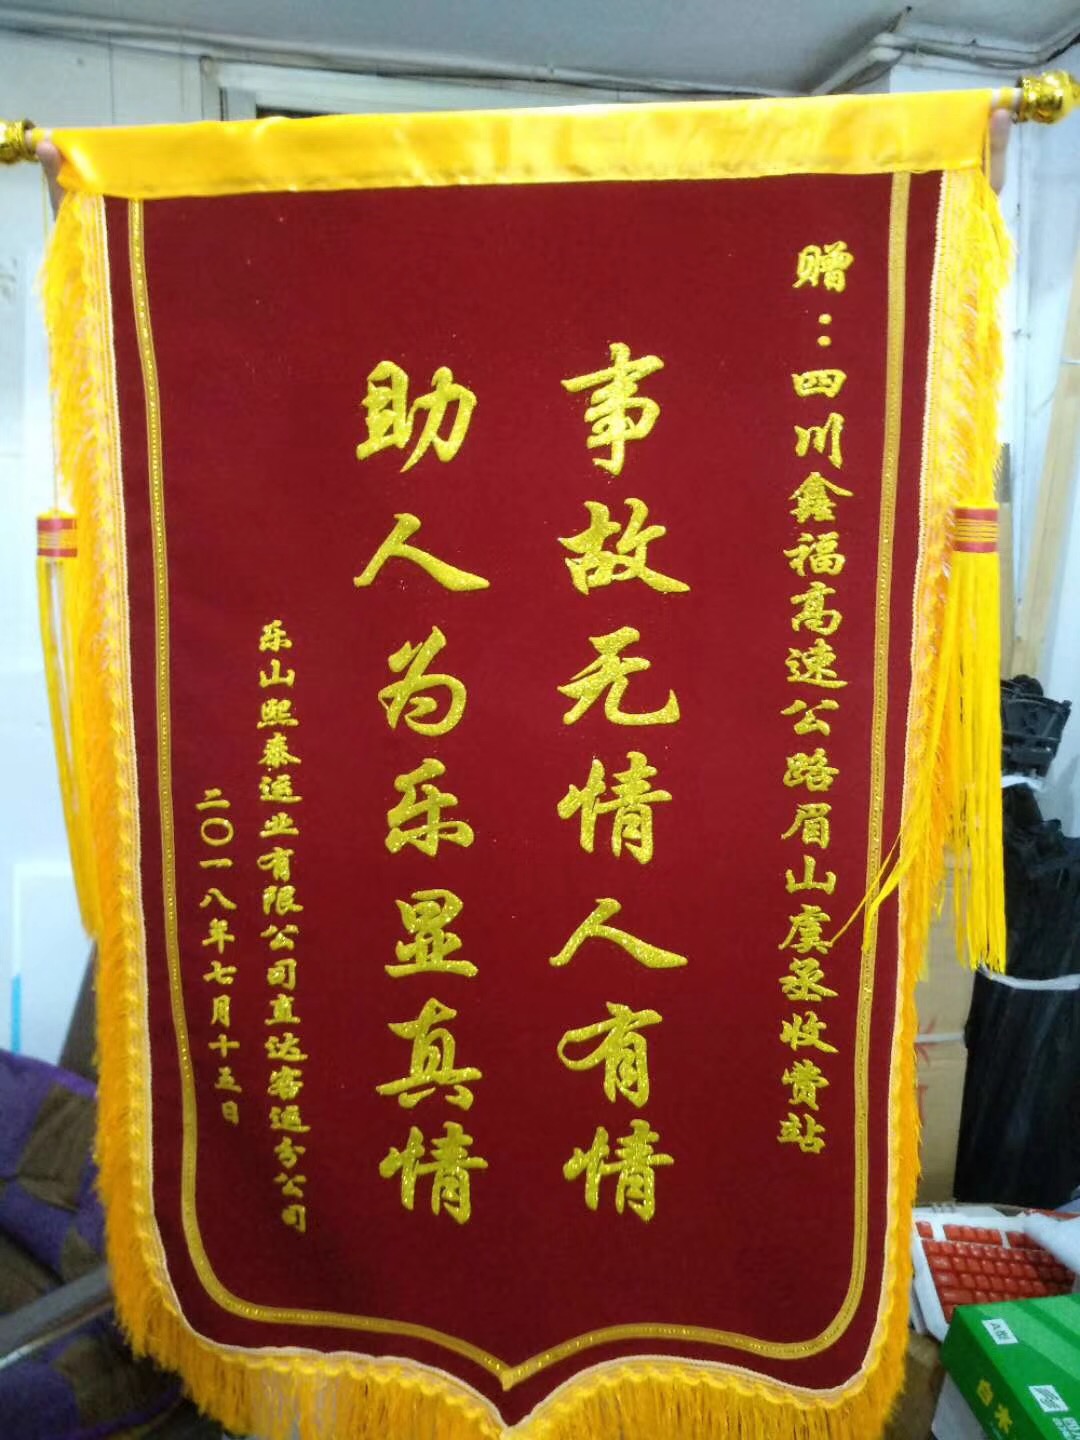 赠：四川鑫福高速公路眉山虞丞收费站
事故无情人有情
助人为乐显真情
乐山熙泰运业有限公司直达客运分公司
二〇一八年七月十五日